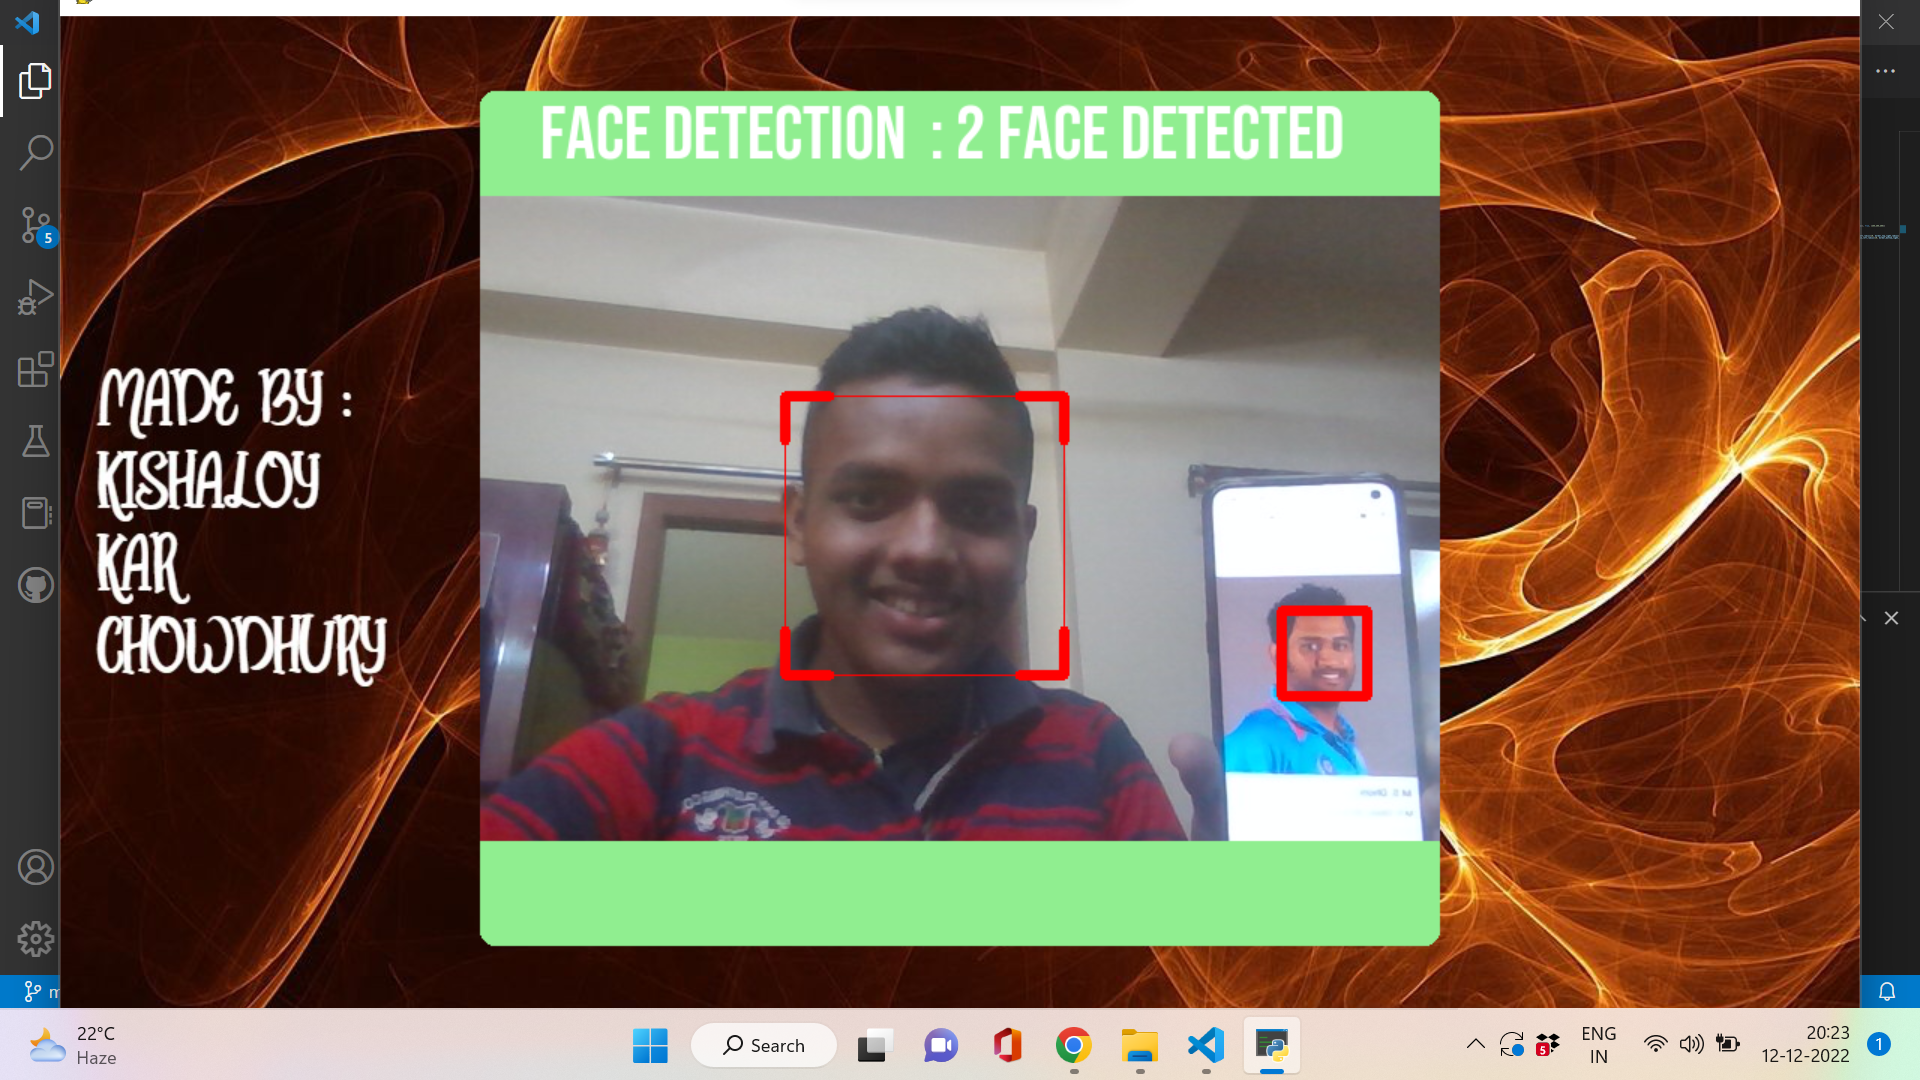 FACE DETECTION : 2 FACE DETECTED
MADE BY :
KISHALOY
KAR
CHOWDHURY
5
m
22°C
Haze
Search
5
ENG
IN
20:23
12-12-2022
1